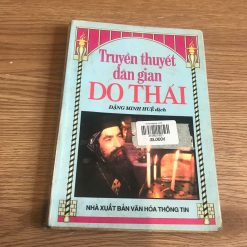 Truyền thuyết
dân gian
DO THÁI
ĐẶNG MINH HUỆ dịch
NHÀ XUẤT BẢN VĂN HÓA THÔNG TIN